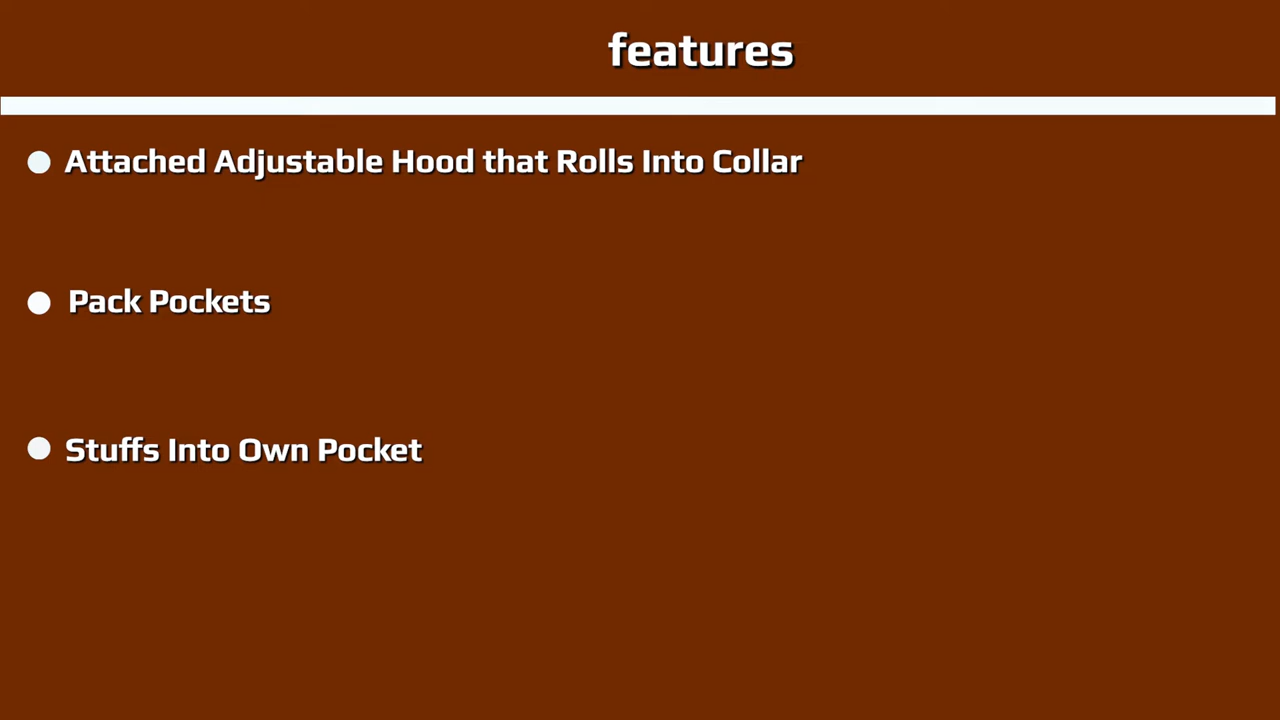 features
Attached Adjustable Hood that Rolls Into Collar
Pack Pockets
Stuffs Into Own Pocket